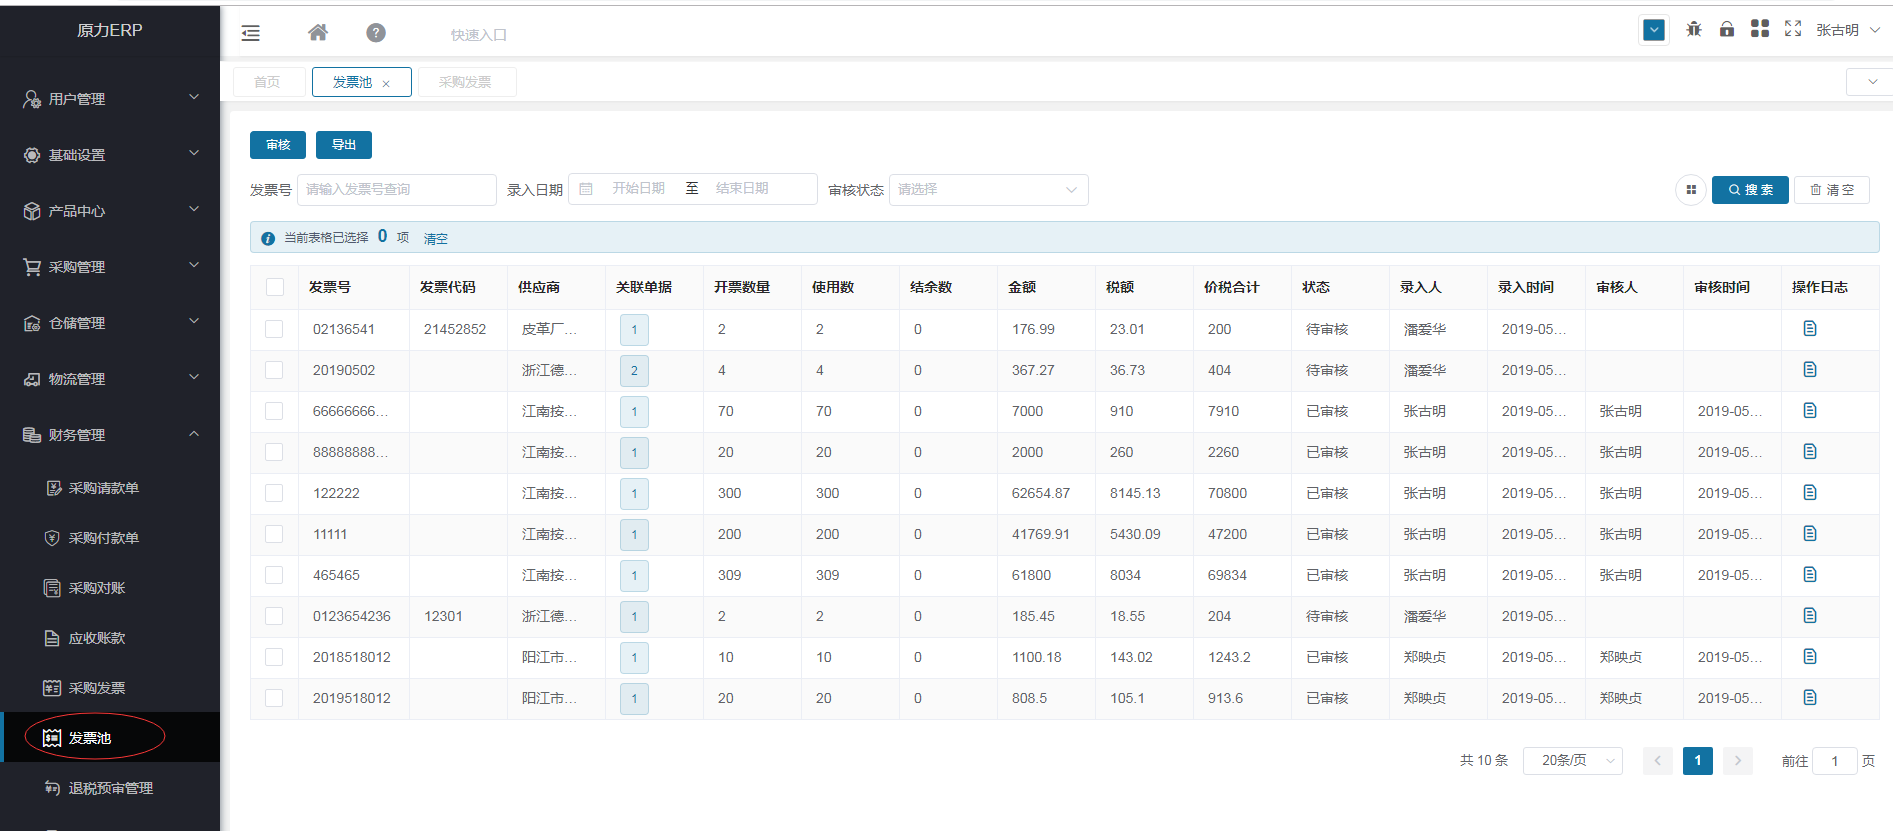 原力ERP
快速入口
张古明
用户管理
基础设置
产品中心
采购管理
仓储管理
物流管理
财务管理
采购请款单
采购付款单
采购对账
应收账款
采购发票
发票池
退税预审管理
首页 发票池 × 采购发票
审核 导出
发票号 请输入发票号查询 录入日期 开始日期 至 结束日期 审核状态 请选择 搜索 清空
当前表格已选择 0 项 清空
发票号 发票代码 供应商 关联单据 开票数量 使用数 结余数 金额 税额 价税合计 状态 录入人 录入时间 审核人 审核时间 操作日志
02136541 21452852 皮革厂... 1 2 2 0 176.99 23.01 200 待审核 潘爱华 2019-05...
20190502 浙江德... 2 4 4 0 367.27 36.73 404 待审核 潘爱华 2019-05...
66666666... 江南按... 1 70 70 0 7000 910 7910 已审核 张古明 2019-05... 张古明 2019-05...
88888888... 江南按... 1 20 20 0 2000 260 2260 已审核 张古明 2019-05... 张古明 2019-05...
122222 江南按... 1 300 300 0 62654.87 8145.13 70800 已审核 张古明 2019-05... 张古明 2019-05...
11111 江南按... 1 200 200 0 41769.91 5430.09 47200 已审核 张古明 2019-05... 张古明 2019-05...
465465 江南按... 1 309 309 0 61800 8034 69834 已审核 张古明 2019-05... 张古明 2019-05...
0123654236 12301 浙江德... 1 2 2 0 185.45 18.55 204 待审核 潘爱华 2019-05...
2018518012 阳江市... 1 10 10 0 1100.18 143.02 1243.2 已审核 郑映贞 2019-05... 郑映贞 2019-05...
2019518012 阳江市... 1 20 20 0 808.5 105.1 913.6 已审核 郑映贞 2019-05... 郑映贞 2019-05...
共 10 条 20条/页 1 前往 1 页